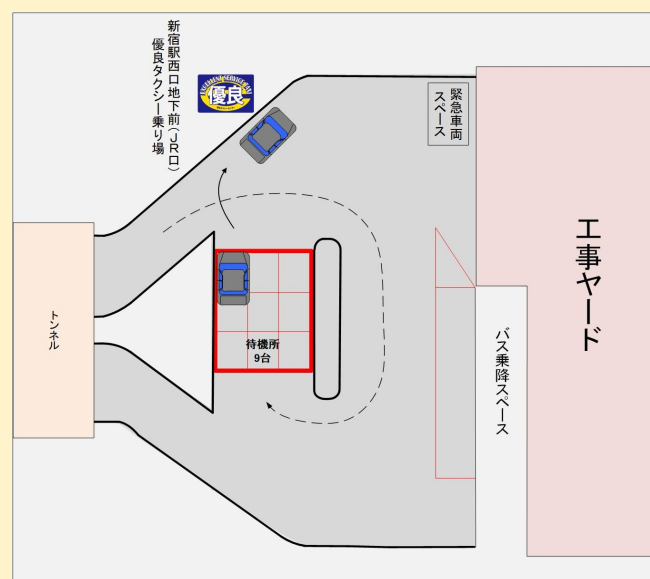 新宿駅西口地下前(JR口)
優良タクシー乗り場
優良
緊急車両
スペース
工事ヤード
トンネル
待機所
9台
バス乗降スペース